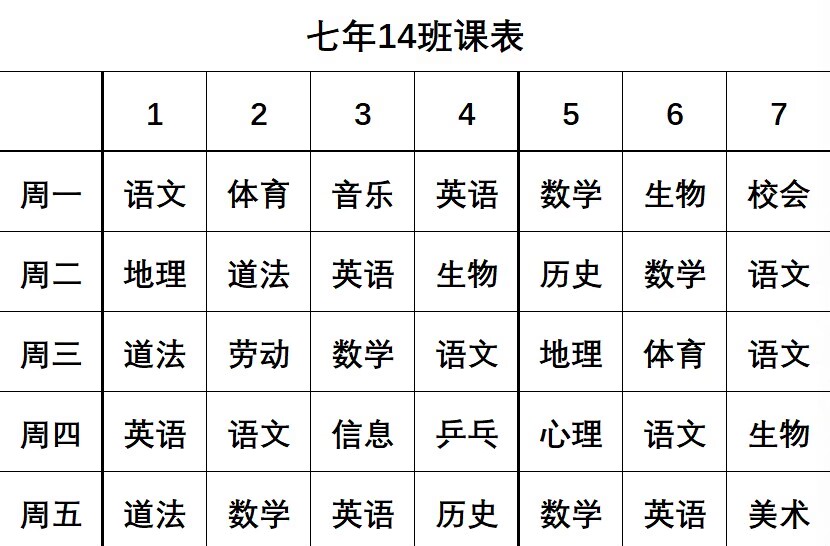 七年14班课表
1 2 3 4 5 6 7
周一 语文 体育 音乐 英语 数学 生物 校会
周二 地理 道法 英语 生物 历史 数学 语文
周三 道法 劳动 数学 语文 地理 体育 语文
周四 英语 语文 信息 乒乓 心理 语文 生物
周五 道法 数学 英语 历史 数学 英语 美术